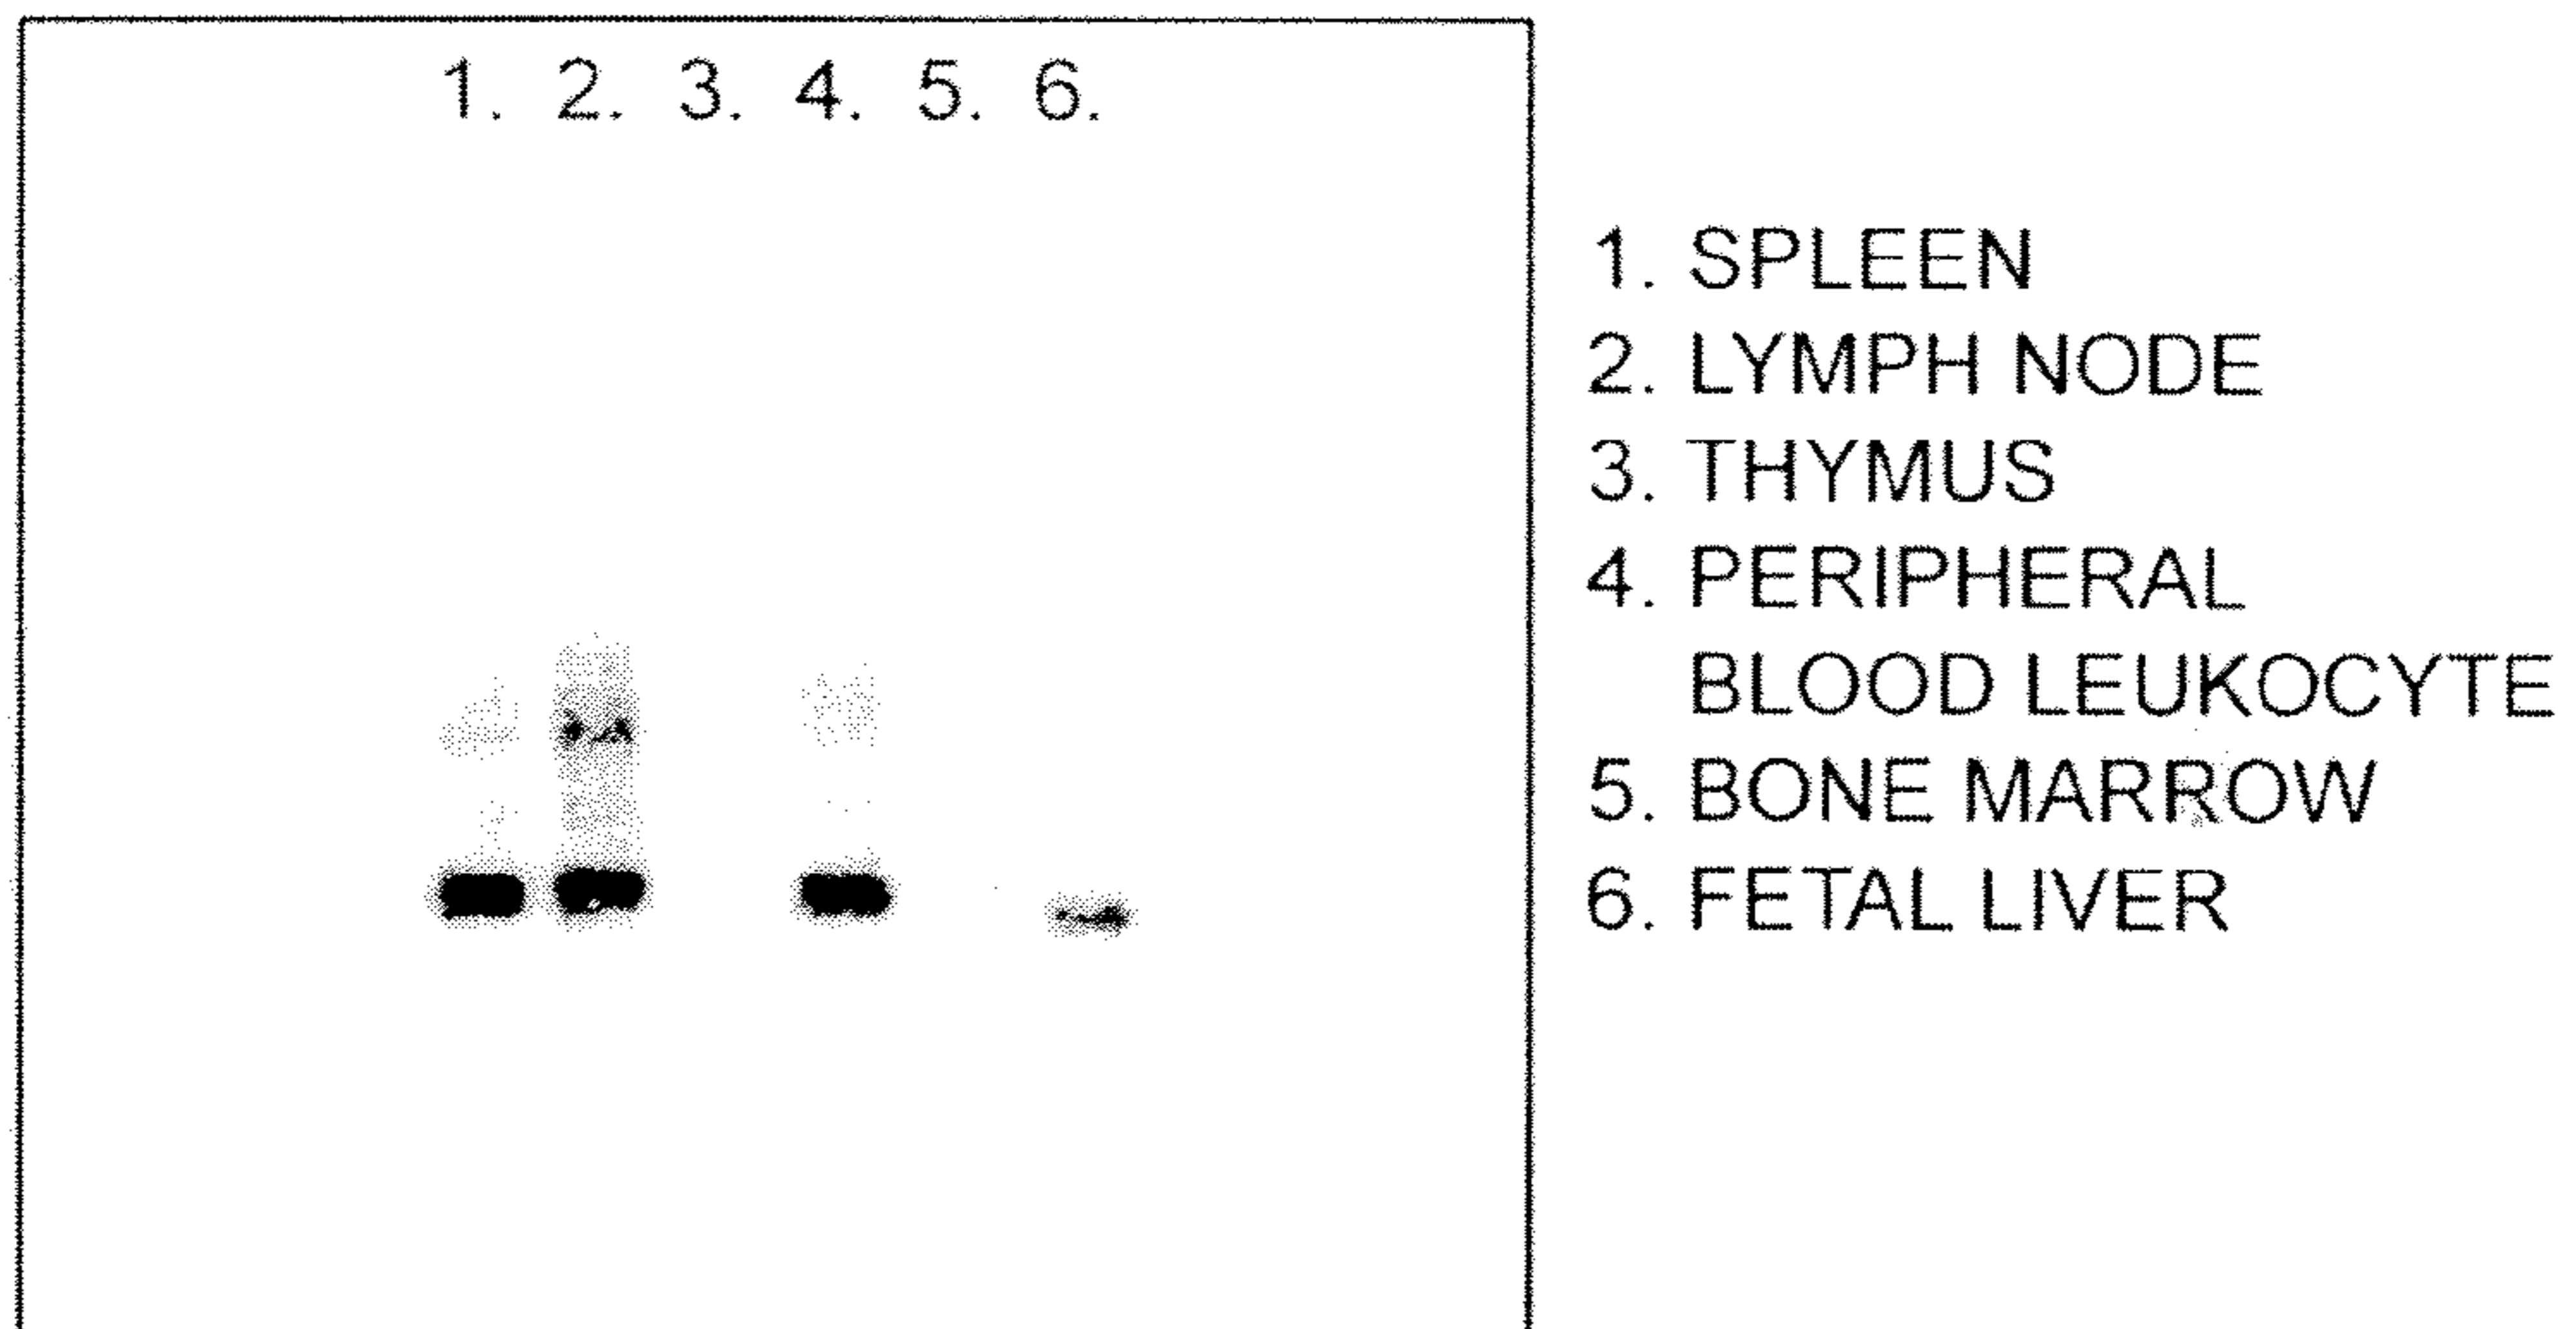 1. 2. 3. 4. 5. 6.
1. SPLEEN
2. LYMPH NODE
3. THYMUS
4. PERIPHERAL
BLOOD LEUKOCYTE
5. BONE MARROW
6. FETAL LIVER